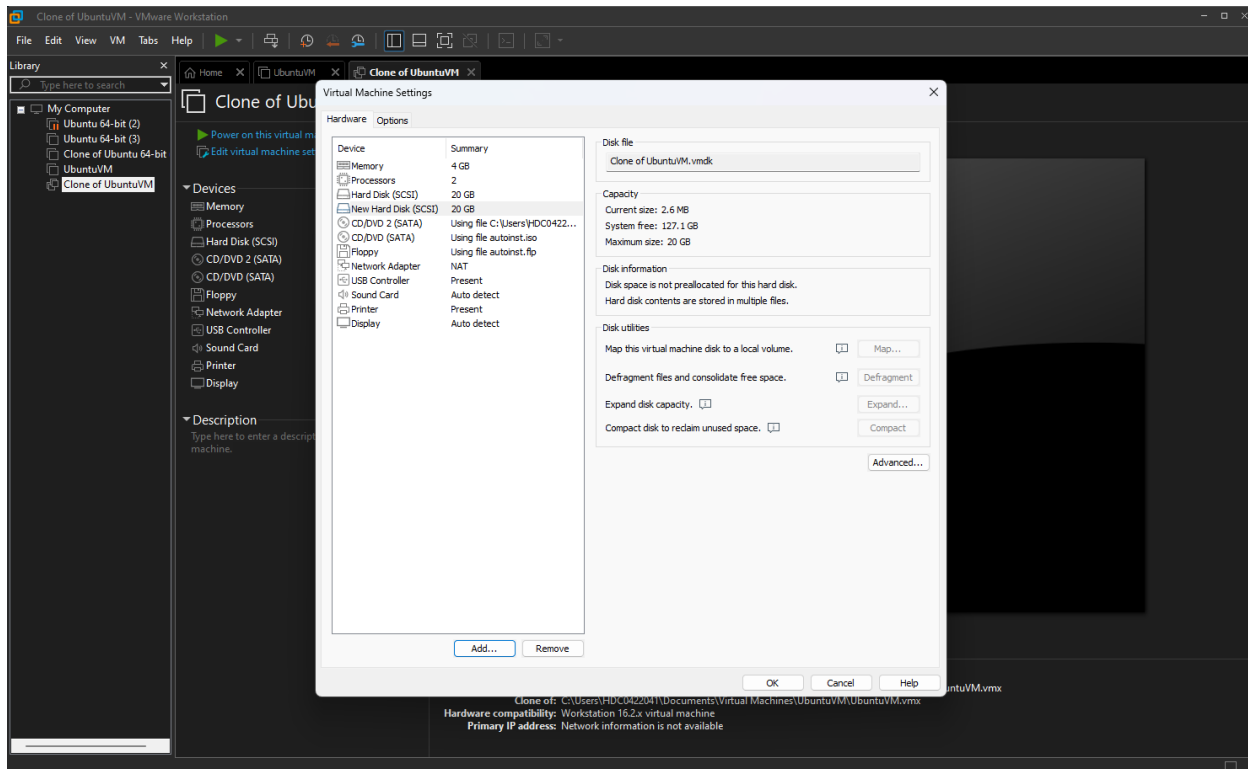 Clone of UbuntuVM - VMware Workstation
File Edit View VM Tabs Help
Library
Type here to search
My Computer
Ubuntu 64-bit (2)
Ubuntu 64-bit (3)
Clone of Ubuntu 64-bit
UbuntuVM
Clone of UbuntuVM
Home UbuntuVM Clone of UbuntuVM
Clone of Ubu
Power on this virtual m
Edit virtual machine set
Devices
Memory
Processors
Hard Disk (SCSI)
CD/DVD 2 (SATA)
CD/DVD (SATA)
Floppy
Network Adapter
USB Controller
Sound Card
Printer
Display
Description
Type here to enter a descript
machine.
Virtual Machine Settings
Hardware Options
Device Summary
Memory 4 GB
Processors 2
Hard Disk (SCSI) 20 GB
New Hard Disk (SCSI) 20 GB
CD/DVD 2 (SATA) Using file C:\Users\HDC0422...
CD/DVD (SATA) Using file autoinst.iso
Floppy Using file autoinst.flp
Network Adapter NAT
USB Controller Present
Sound Card Auto detect
Printer Present
Display Auto detect
Add... Remove
Disk file
Clone of UbuntuVM.vmdk
Capacity
Current size: 2.6 MB
System free: 127.1 GB
Maximum size: 20 GB
Disk information
Disk space is not preallocated for this hard disk.
Hard disk contents are stored in multiple files.
Disk utilities
Map this virtual machine disk to a local volume. Map...
Defragment files and consolidate free space. Defragment
Expand disk capacity. Expand...
Compact disk to reclaim unused space. Compact
Advanced...
OK Cancel Help
untuVM.vmx
Clone of: C:\Users\HDC0422041\Documents\Virtual Machines\UbuntuVM\UbuntuVM.vmx
Hardware compatibility: Workstation 16.2.x virtual machine
Primary IP address: Network information is not available